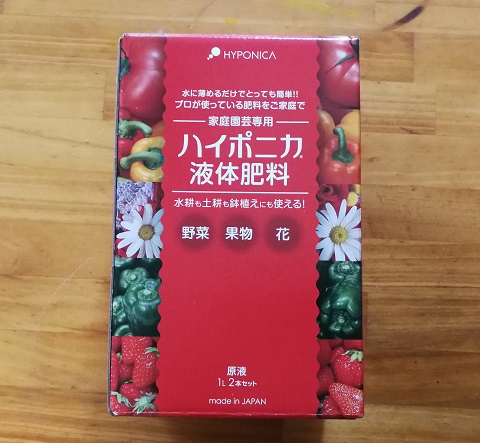 HYPONICA
水に薄めるだけでとっても簡単!!
プロが使っている肥料をご家庭で
家庭園芸専用
ハイポニカ®
液体肥料
水耕も土耕も鉢植えにも使える!
野菜 果物 花
原液
1L 2本セット
made in JAPAN